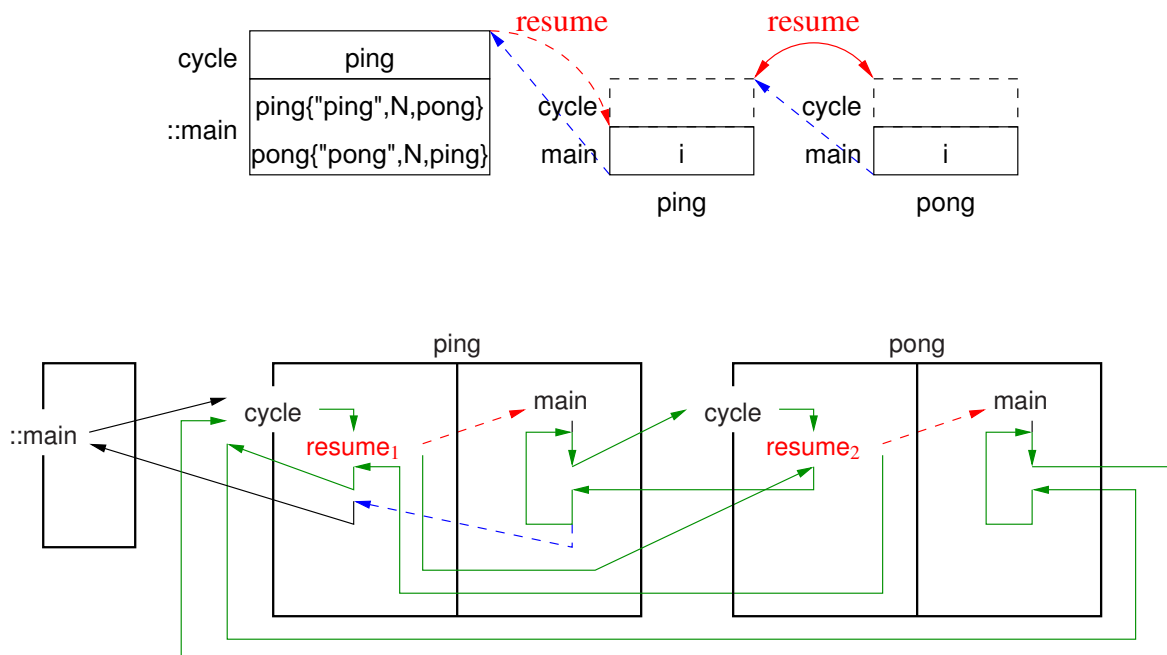 resume resume
cycle ping
ping{"ping",N,pong} cycle cycle
::main
pong{"pong",N,ping} main i main i
ping pong
ping pong
cycle main cycle main
::main
resume1 resume2